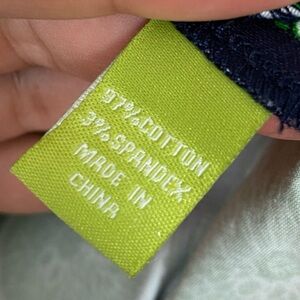 97% COTTON
3% SPANDEX
MADE IN
CHINA